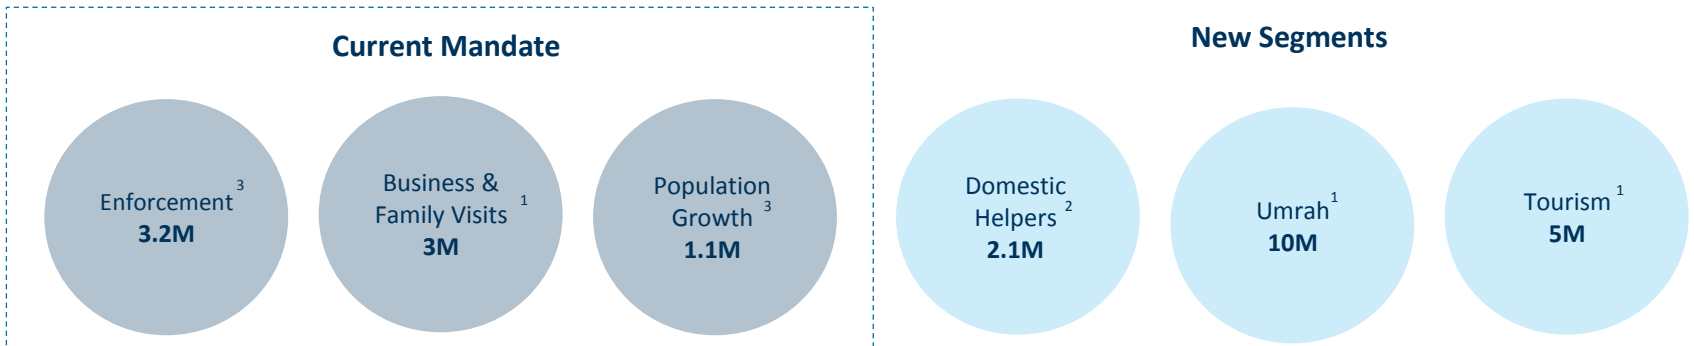 Current Mandate
New Segments
Enforcement 3
3.2M
Business &
Family Visits 1
3M
Population
Growth 3
1.1M
Domestic
Helpers 2
2.1M
Umrah 1
10M
Tourism 1
5M